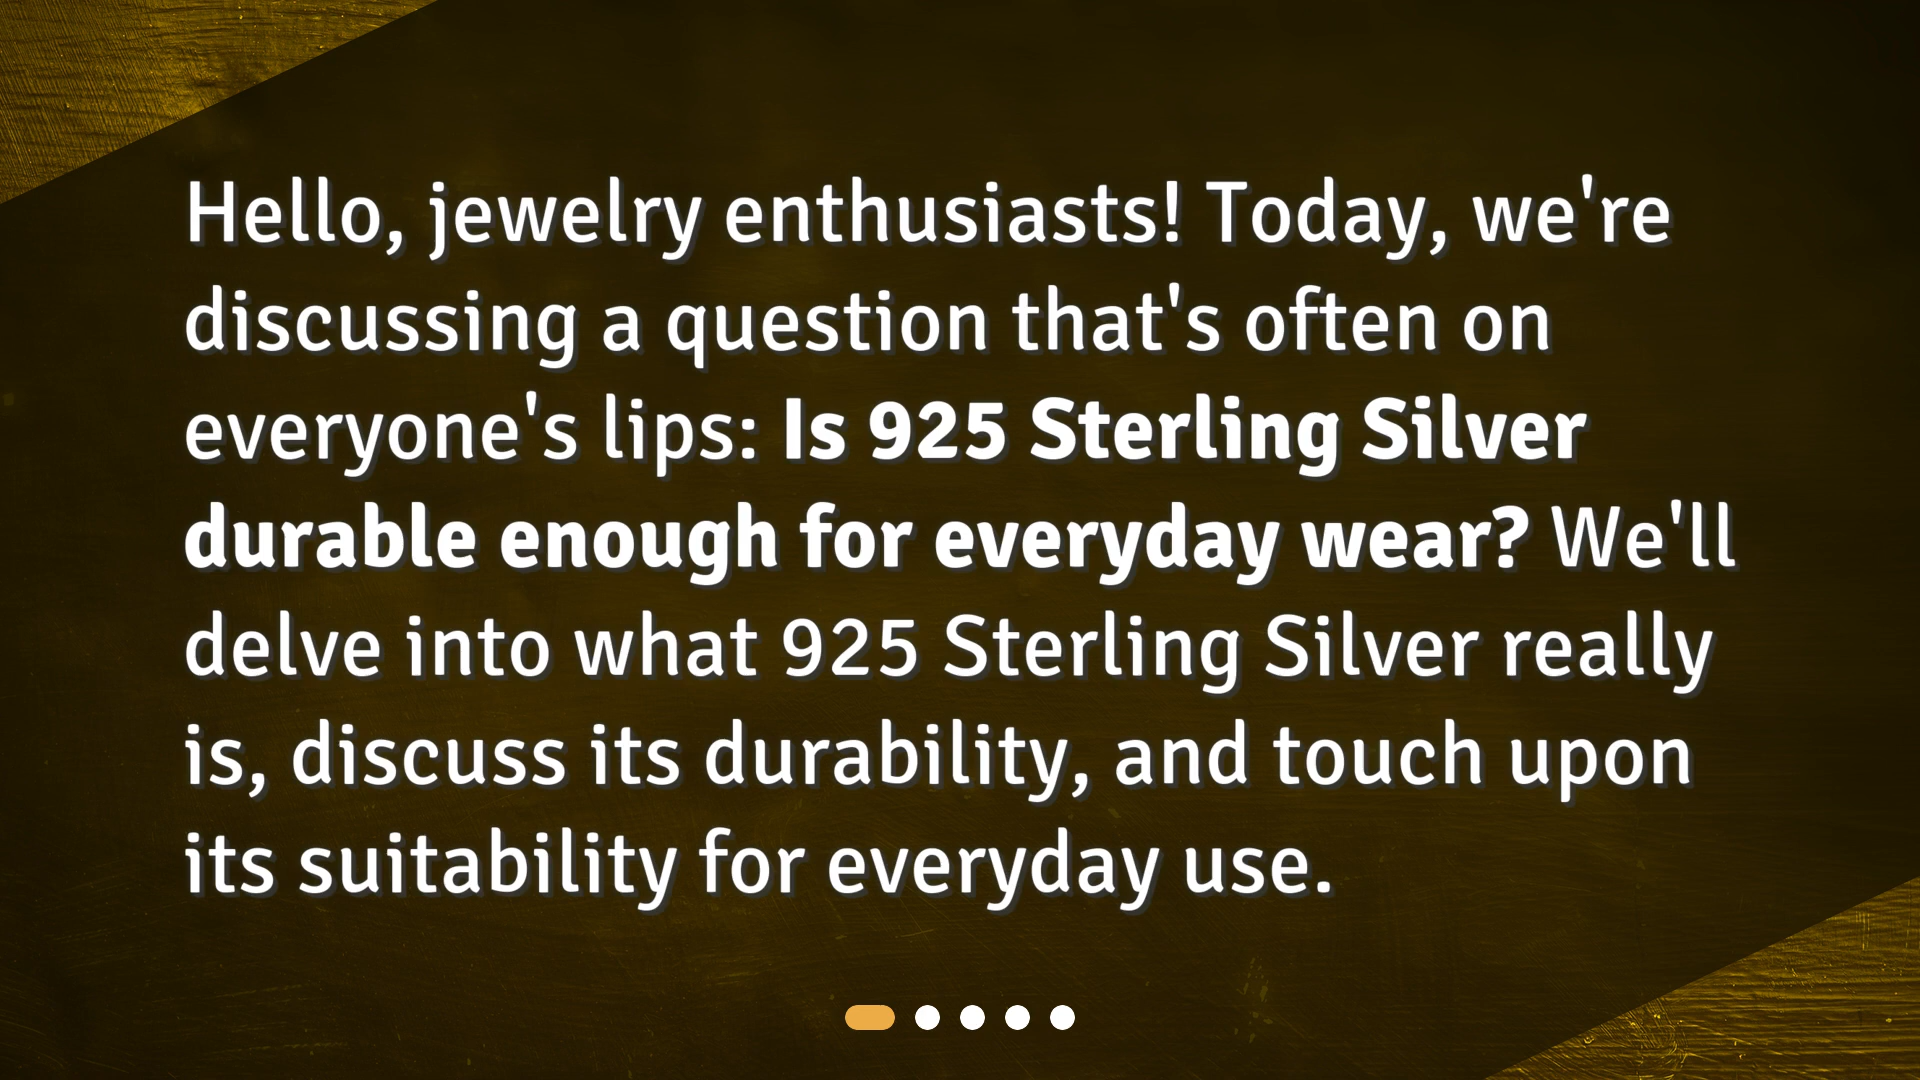 Hello, jewelry enthusiasts! Today, we're
discussing a question that's often on
everyone's lips: Is 925 Sterling Silver
durable enough for everyday wear? We'll
delve into what 925 Sterling Silver really
is, discuss its durability, and touch upon
its suitability for everyday use.